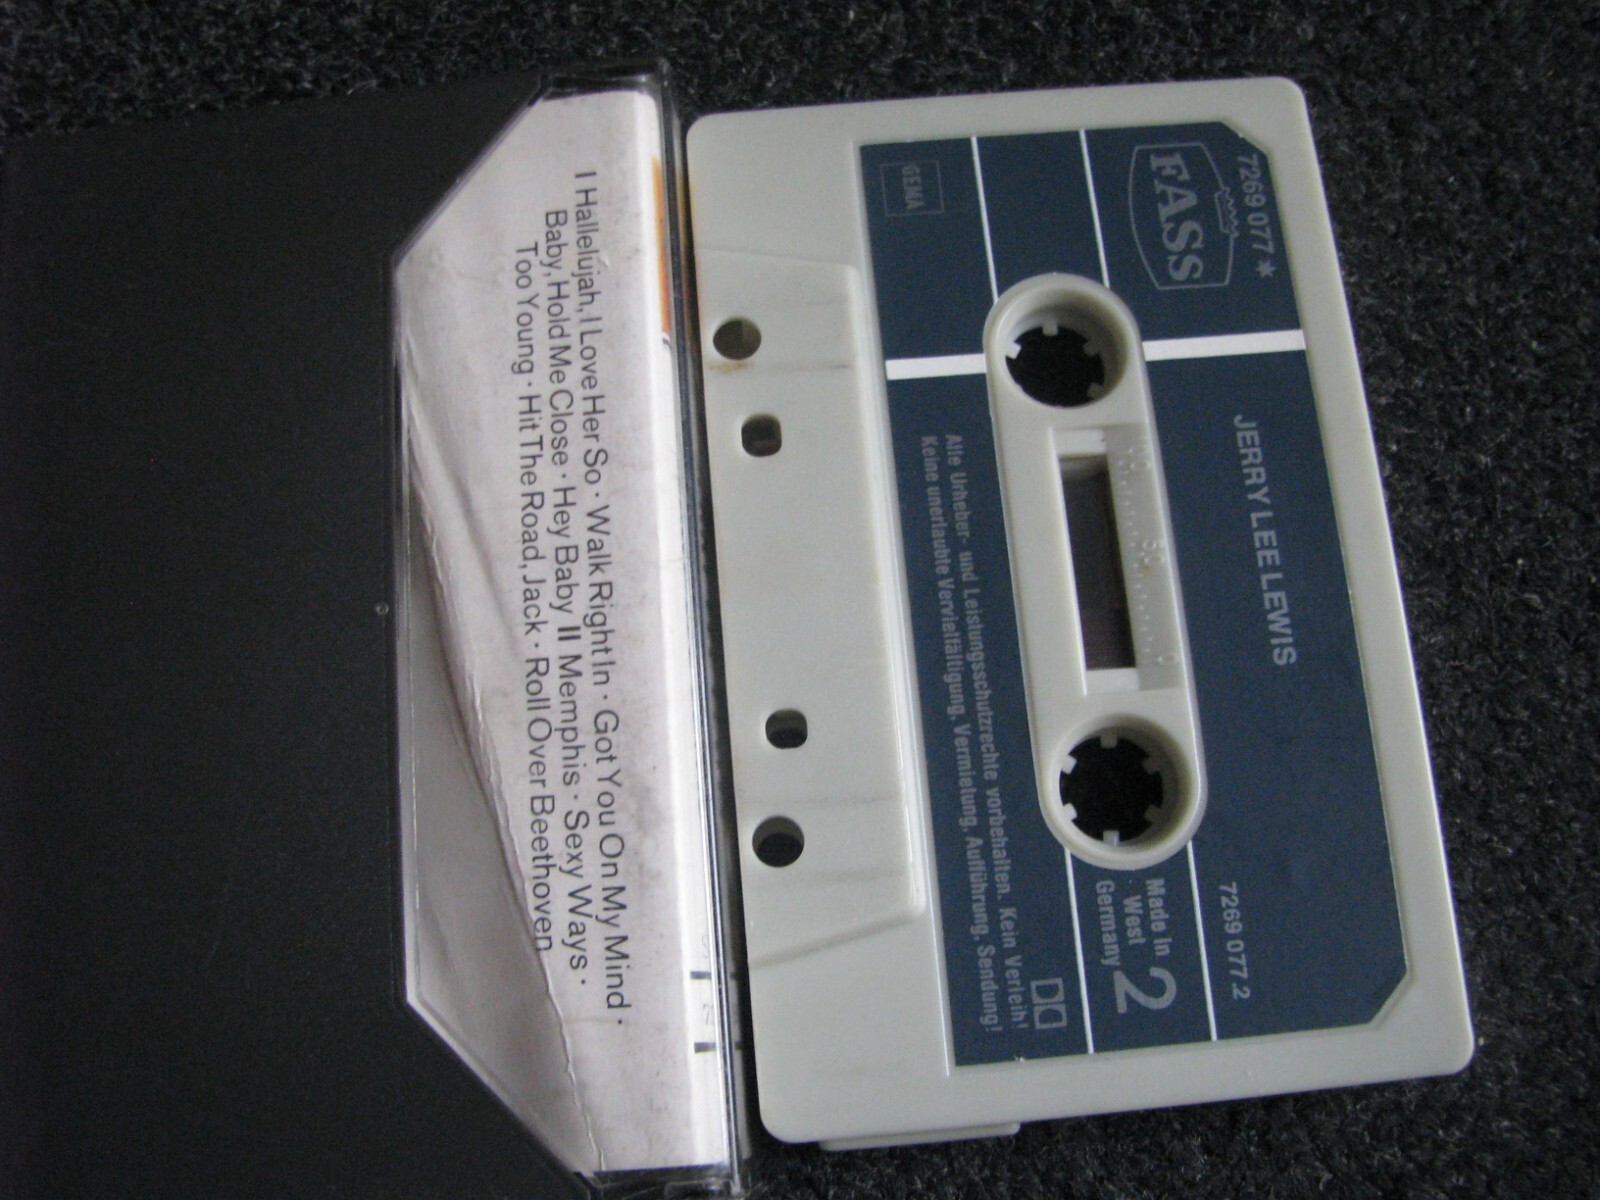 I Hallelujah, I Love Her So · Walk Right In · Got You On My Mind ·
Baby, Hold Me Close · Hey Baby II Memphis · Sexy Ways ·
Too Young · Hit The Road, Jack · Roll Over Beethoven
7269 077 *
FASS
GEMA
JERRY LEE LEWIS
100 50 0
7269 077.2
Made in
West
Germany
2
Alle Urheber- und Leistungsschutzrechte vorbehalten. Kein Verleih!
Keine unerlaubte Vervielfältigung, Vermietung, Aufführung, Sendung!